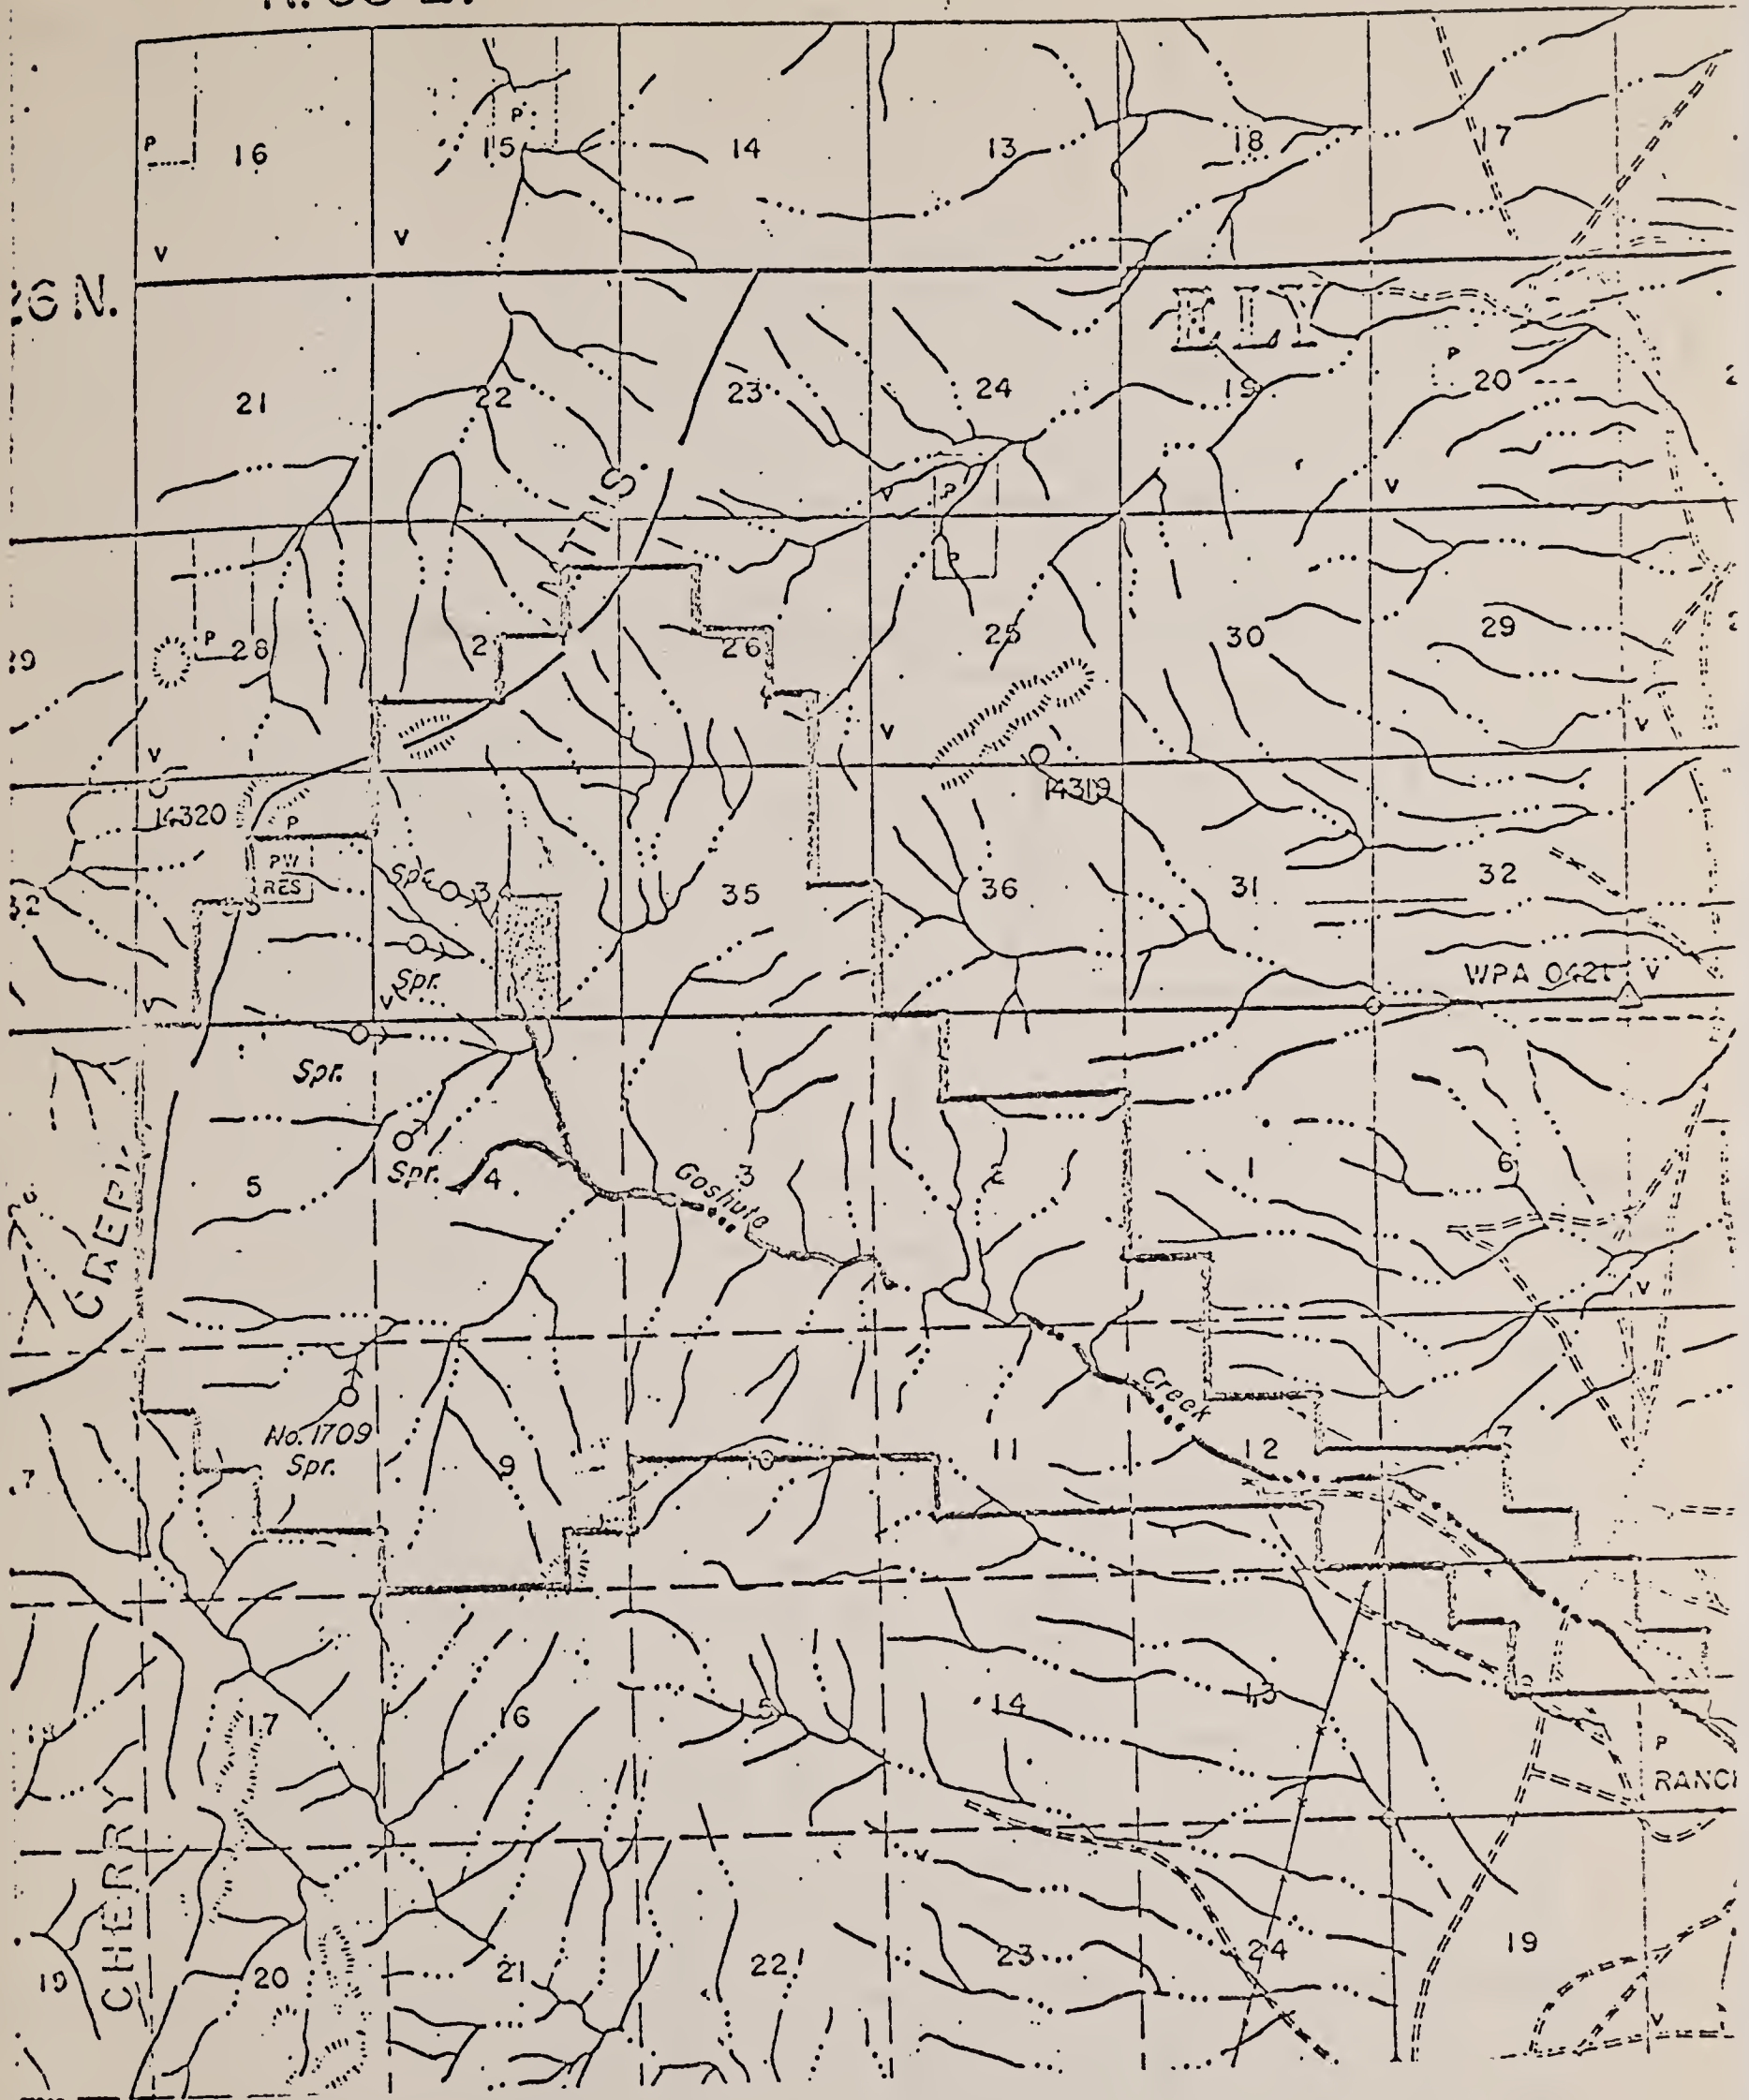 P 16
P 15
14
13
18
17
V
V
26 N.
ELY
21
22
23
24
19
P
20
MTS.
V
P
V
P
P
28
26
25
30
29
V
V
V
14320
14319
P
PW
RES
Spr.
35
36
31
32
Spr.
V
V
WPA 0421
V
Spr.
CREEK
5
Spr.
4
Goshute
3
1
6
V
Creek
No. 1709
Spr.
9
10
11
12
7
17
16
15
14
13
P
RANCH
V
CHERRY
19
20
21
22
23
24
19
V